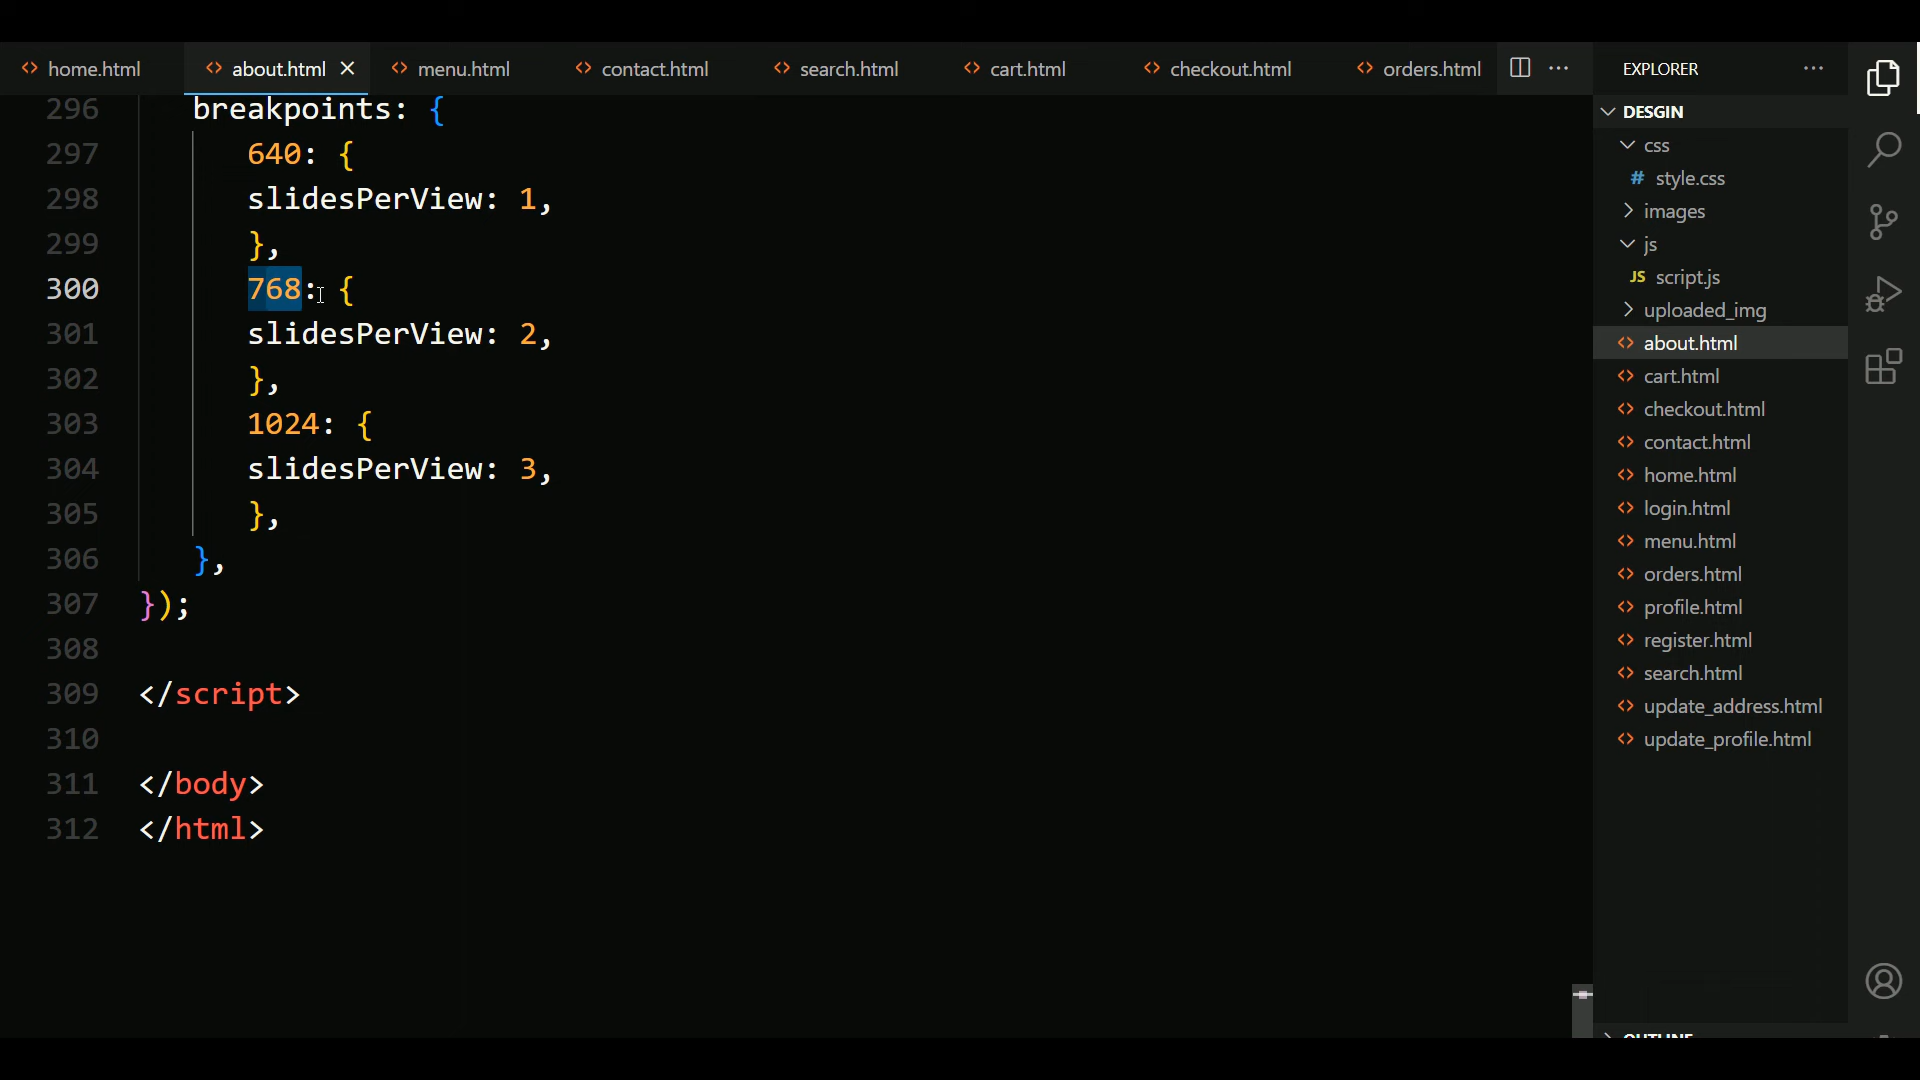 home.html
about.html
menu.html
contact.html
search.html
cart.html
checkout.html
orders.html
296 breakpoints: {
297 640: {
298 slidesPerView: 1,
299 },
300 768: {
301 slidesPerView: 2,
302 },
303 1024: {
304 slidesPerView: 3,
305 },
306 },
307 });
308
309 </script>
310
311 </body>
312 </html>
EXPLORER
DESGIN
css
# style.css
images
js
JS script.js
uploaded_img
about.html
cart.html
checkout.html
contact.html
home.html
login.html
menu.html
orders.html
profile.html
register.html
search.html
update_address.html
update_profile.html
OUTLINE